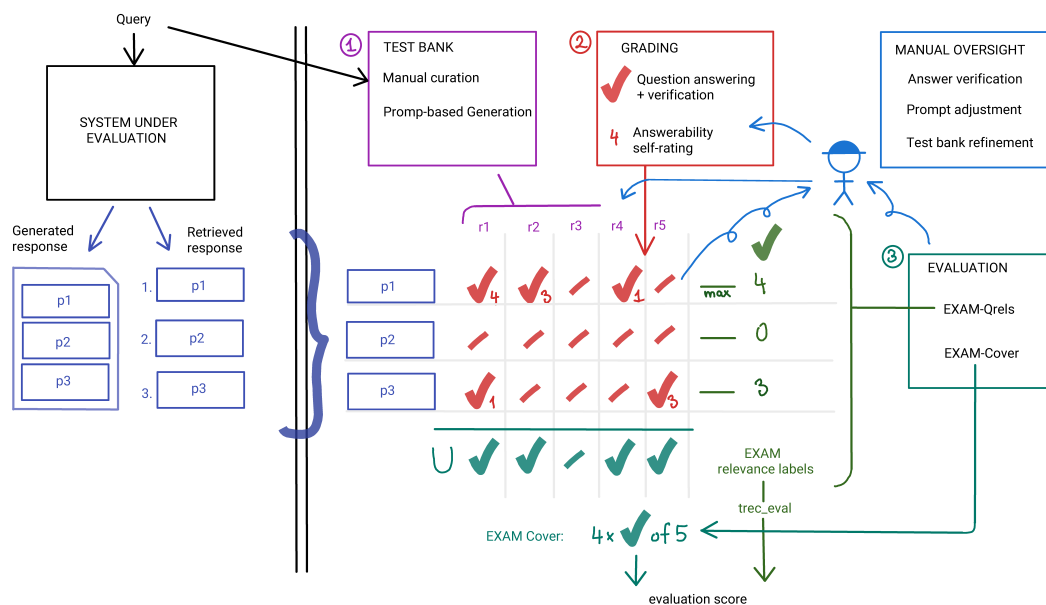 Query
SYSTEM UNDER
EVALUATION
Generated
response
Retrieved
response
p1
p2
p3
1. p1
2. p2
3. p3
1
TEST BANK
Manual curation
Promp-based Generation
2
GRADING
Question answering
+ verification
4 Answerability
self-rating
MANUAL OVERSIGHT
Answer verification
Prompt adjustment
Test bank refinement
3
EVALUATION
EXAM-Qrels
EXAM-Cover
r1 r2 r3 r4 r5
p1 4 3 1 max 4
p2 0
p3 1 3 3
U
EXAM
relevance labels
trec_eval
EXAM Cover: 4x of 5
evaluation score